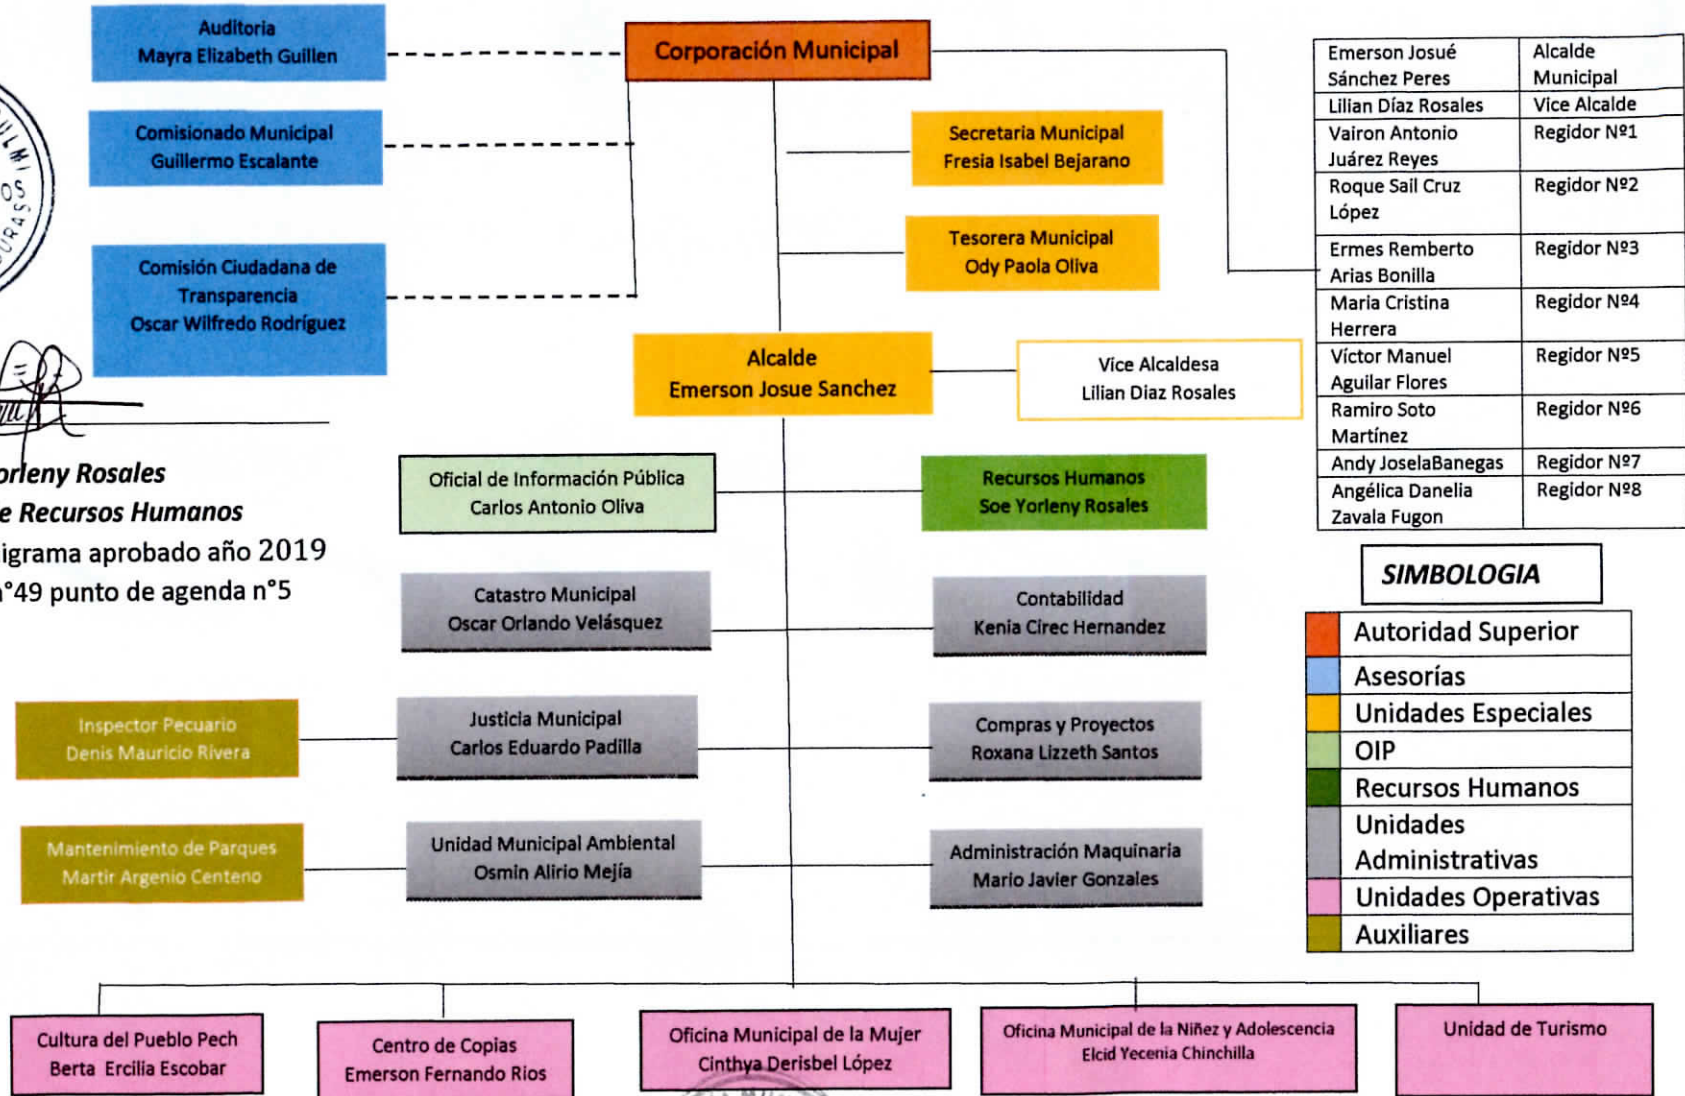 Auditoria
Mayra Elizabeth Guillen
Corporación Municipal
Comisionado Municipal
Guillermo Escalante
Secretaria Municipal
Fresia Isabel Bejarano
Comisión Ciudadana de
Transparencia
Oscar Wilfredo Rodríguez
Tesorera Municipal
Ody Paola Oliva
Alcalde
Emerson Josue Sanchez
Vice Alcaldesa
Lilian Diaz Rosales
Emerson Josué Alcalde
Sánchez Peres Municipal
Lilian Díaz Rosales Vice Alcalde
Vairon Antonio Regidor Nº1
Juárez Reyes
Roque Sail Cruz Regidor Nº2
López
Ermes Remberto Regidor Nº3
Arias Bonilla
Maria Cristina Regidor Nº4
Herrera
Víctor Manuel Regidor Nº5
Aguilar Flores
Ramiro Soto Regidor Nº6
Martínez
Andy JoselaBanegas Regidor Nº7
Angélica Danelia Regidor Nº8
Zavala Fugon
orleny Rosales
e Recursos Humanos
igrama aprobado año 2019
n°49 punto de agenda n°5
Oficial de Información Pública
Carlos Antonio Oliva
Recursos Humanos
Soe Yorleny Rosales
Catastro Municipal
Oscar Orlando Velásquez
Contabilidad
Kenia Cirec Hernandez
Inspector Pecuario
Denis Mauricio Rivera
Justicia Municipal
Carlos Eduardo Padilla
Compras y Proyectos
Roxana Lizzeth Santos
Mantenimiento de Parques
Martir Argenio Centeno
Unidad Municipal Ambiental
Osmin Alirio Mejía
Administración Maquinaria
Mario Javier Gonzales
SIMBOLOGIA
Autoridad Superior
Asesorías
Unidades Especiales
OIP
Recursos Humanos
Unidades
Administrativas
Unidades Operativas
Auxiliares
Cultura del Pueblo Pech
Berta Ercilia Escobar
Centro de Copias
Emerson Fernando Rios
Oficina Municipal de la Mujer
Cinthya Derisbel López
Oficina Municipal de la Niñez y Adolescencia
Elcid Yecenia Chinchilla
Unidad de Turismo